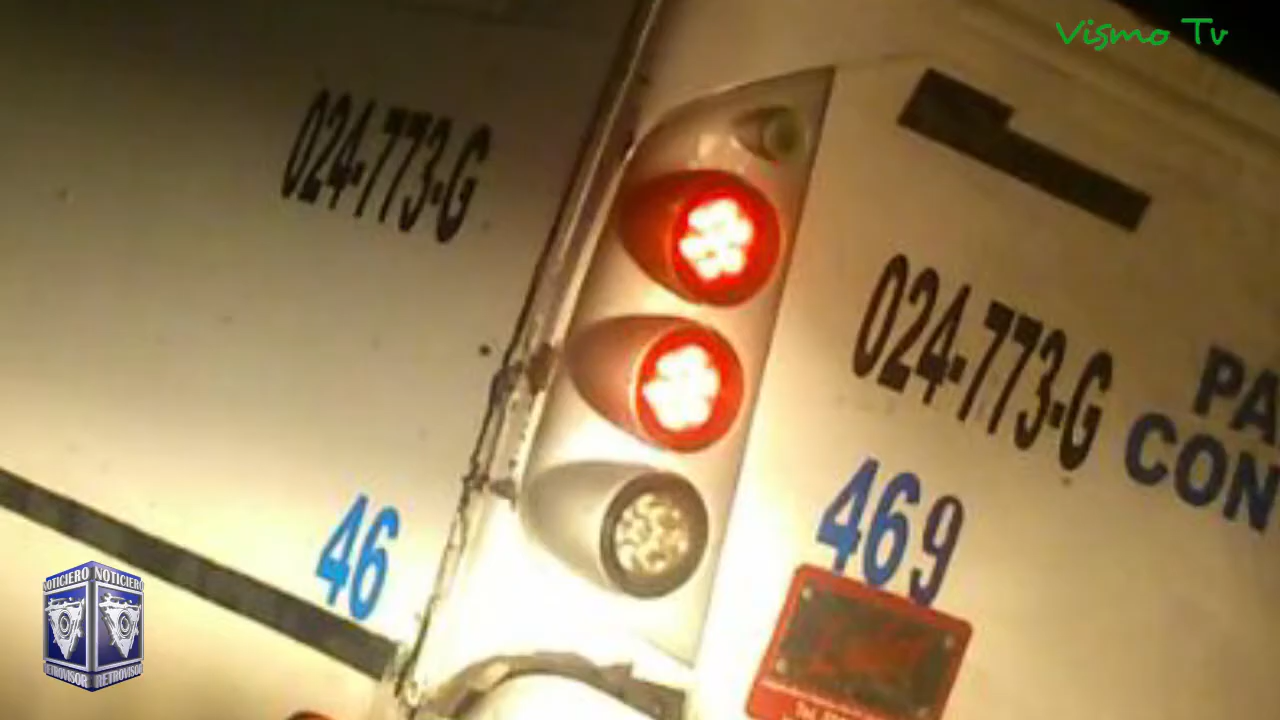 Vismo Tv
024-773-G
024-773-G
PA
CON
46
469
NOTICIERO NOTICIERO
RETROVISOR RETROVISOR